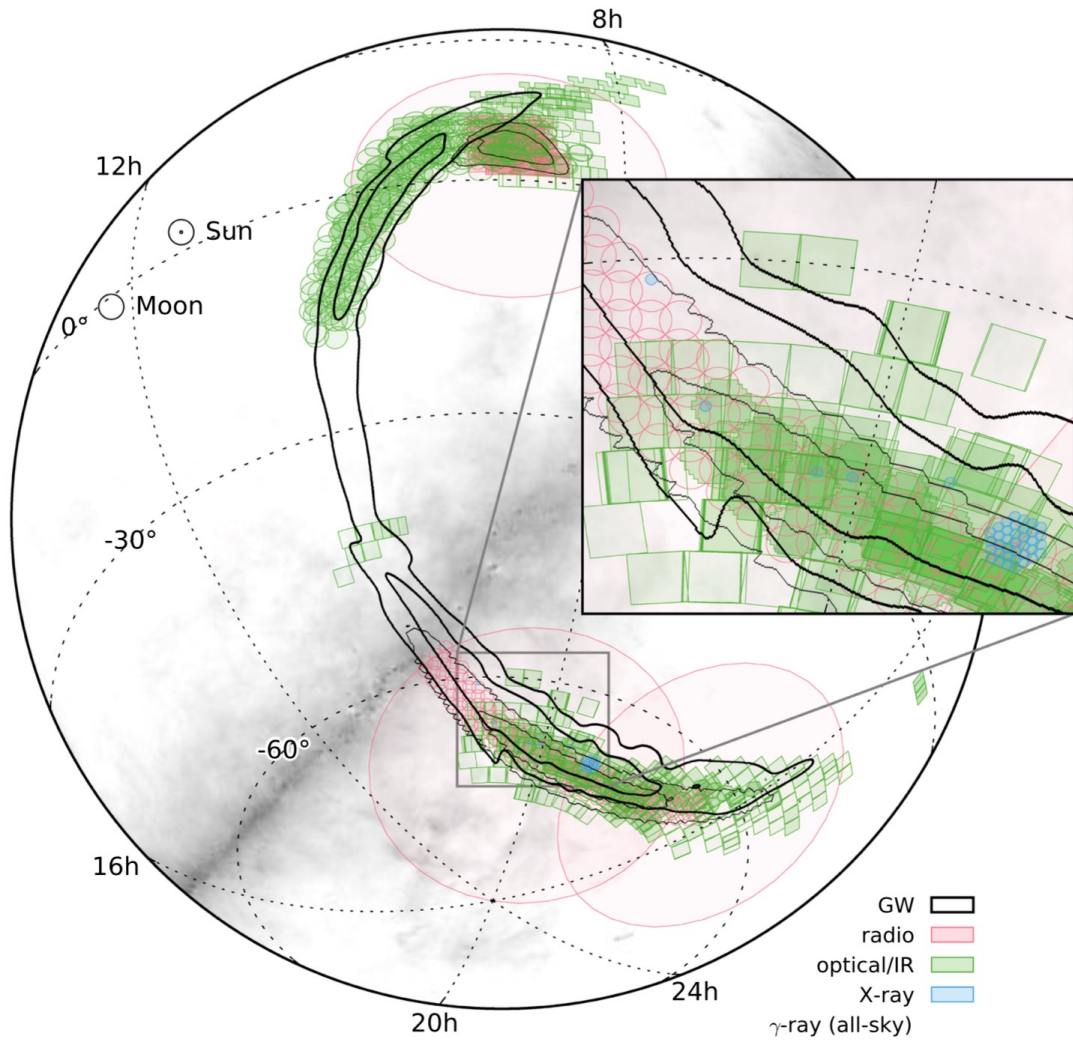 8h
12h
Sun
Moon
0°
-30°
-60°
16h
20h
24h
GW
radio
optical/IR
X-ray
γ-ray (all-sky)